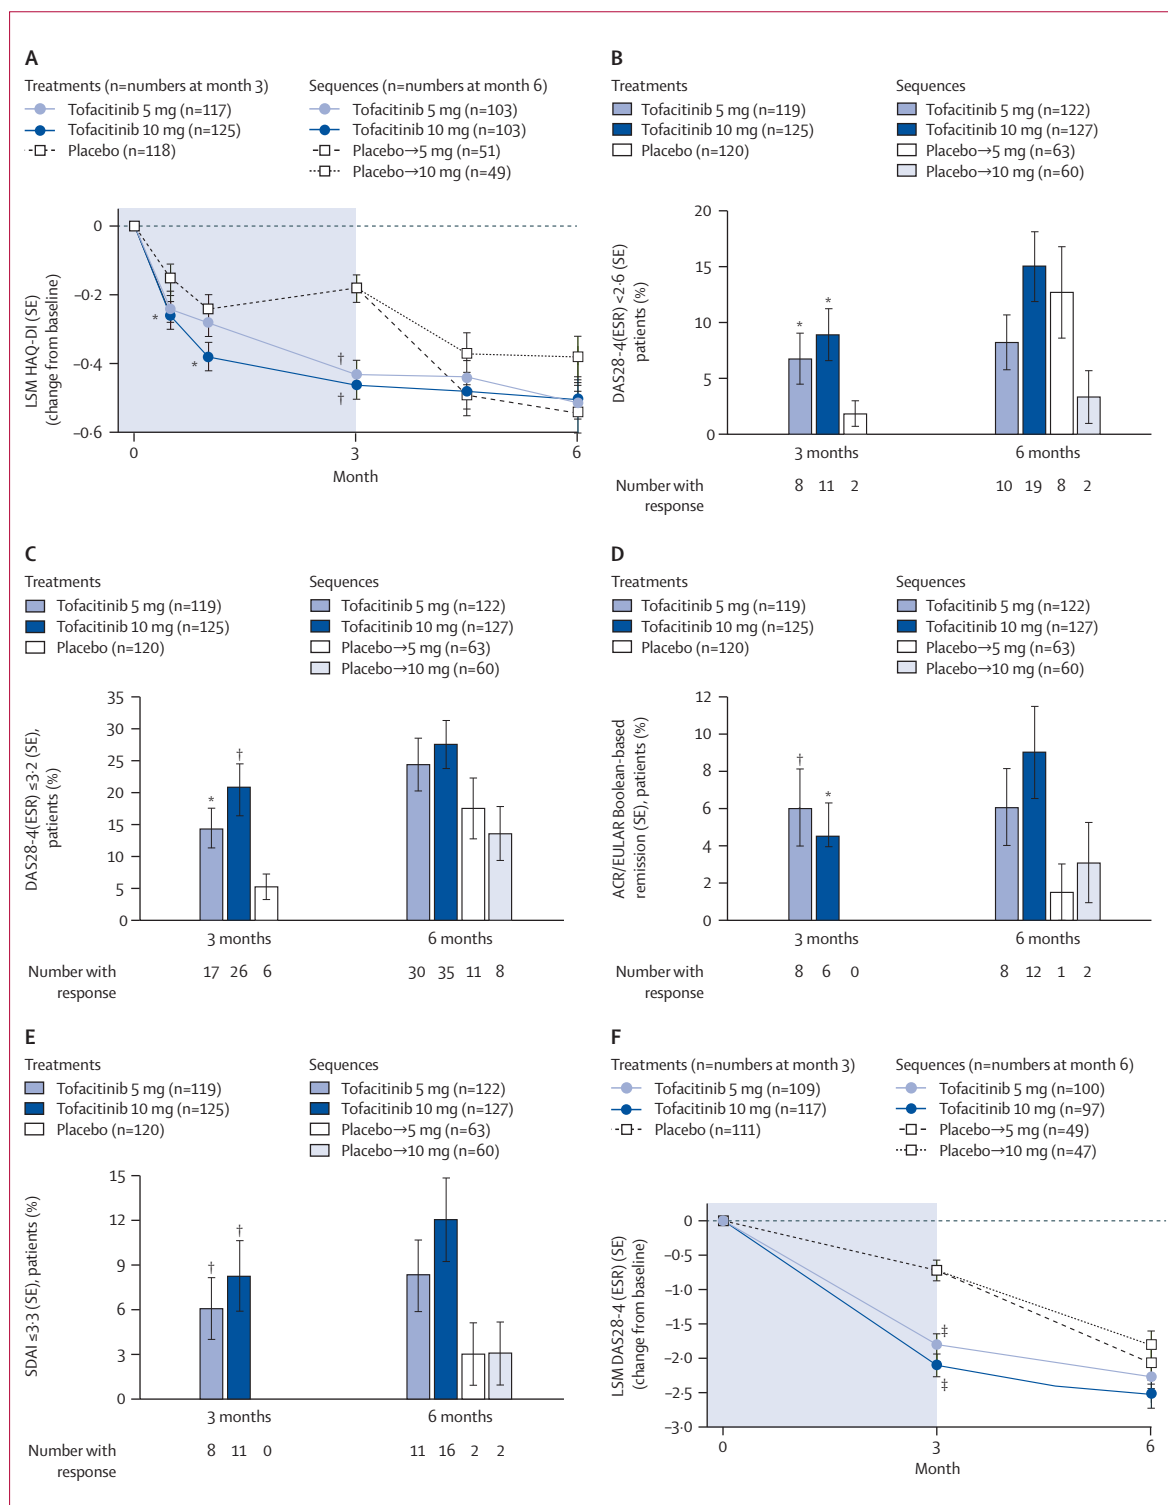 A
Treatments (n=numbers at month 3)
Tofacitinib 5 mg (n=117)
Tofacitinib 10 mg (n=125)
Placebo (n=118)
Sequences (n=numbers at month 6)
Tofacitinib 5 mg (n=103)
Tofacitinib 10 mg (n=103)
Placebo→5 mg (n=51)
Placebo→10 mg (n=49)
LSM HAQ-DI (SE)
(change from baseline)
0
–0·2
–0·4
–0·6
*
*
†
†
0 3 6
Month
B
Treatments
Tofacitinib 5 mg (n=119)
Tofacitinib 10 mg (n=125)
Placebo (n=120)
Sequences
Tofacitinib 5 mg (n=122)
Tofacitinib 10 mg (n=127)
Placebo→5 mg (n=63)
Placebo→10 mg (n=60)
DAS28-4(ESR) <2·6 (SE)
patients (%)
20
15
10
5
0
* *
3 months 6 months
Number with
response
8 11 2 10 19 8 2
C
Treatments
Tofacitinib 5 mg (n=119)
Tofacitinib 10 mg (n=125)
Placebo (n=120)
Sequences
Tofacitinib 5 mg (n=122)
Tofacitinib 10 mg (n=127)
Placebo→5 mg (n=63)
Placebo→10 mg (n=60)
DAS28-4(ESR) ≤3·2 (SE),
patients (%)
35
30
25
20
15
10
5
0
* †
3 months 6 months
Number with
response
17 26 6 30 35 11 8
D
Treatments
Tofacitinib 5 mg (n=119)
Tofacitinib 10 mg (n=125)
Placebo (n=120)
Sequences
Tofacitinib 5 mg (n=122)
Tofacitinib 10 mg (n=127)
Placebo→5 mg (n=63)
Placebo→10 mg (n=60)
ACR/EULAR Boolean-based
remission (SE), patients (%)
12
10
8
6
4
2
0
† *
3 months 6 months
Number with
response
8 6 0 8 12 1 2
E
Treatments
Tofacitinib 5 mg (n=119)
Tofacitinib 10 mg (n=125)
Placebo (n=120)
Sequences
Tofacitinib 5 mg (n=122)
Tofacitinib 10 mg (n=127)
Placebo→5 mg (n=63)
Placebo→10 mg (n=60)
SDAI ≤3·3 (SE), patients (%)
15
12
9
6
3
0
† †
3 months 6 months
Number with
response
8 11 0 11 16 2 2
F
Treatments (n=numbers at month 3)
Tofacitinib 5 mg (n=109)
Tofacitinib 10 mg (n=117)
Placebo (n=111)
Sequences (n=numbers at month 6)
Tofacitinib 5 mg (n=100)
Tofacitinib 10 mg (n=97)
Placebo→5 mg (n=49)
Placebo→10 mg (n=47)
LSM DAS28-4 (ESR) (SE)
(change from baseline)
0
–0·5
–1·0
–1·5
–2·0
–2·5
–3·0
‡
‡
0 3 6
Month